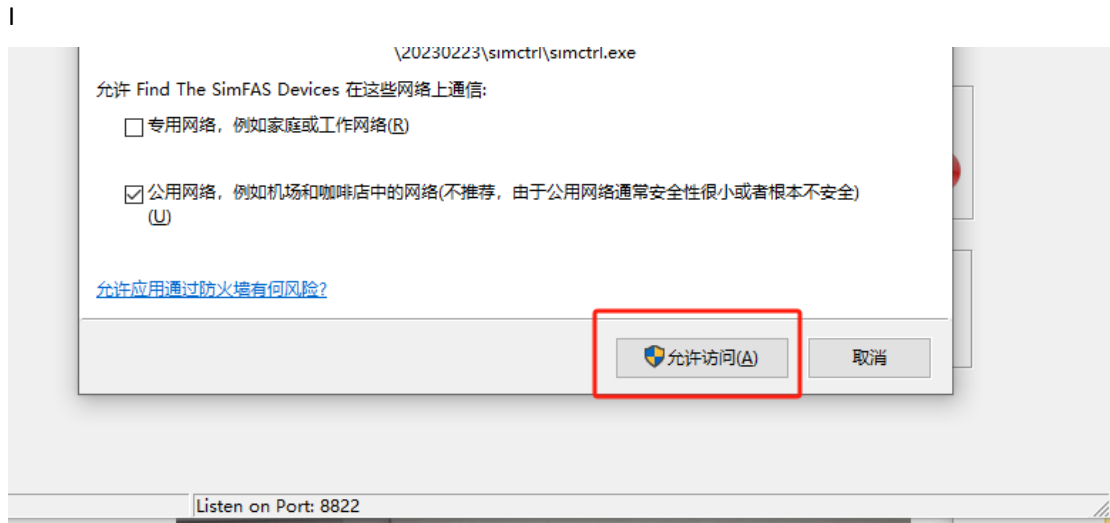 \20230223\simctrl\simctrl.exe
允许 Find The SimFAS Devices 在这些网络上通信:
专用网络，例如家庭或工作网络(R)
公用网络，例如机场和咖啡店中的网络(不推荐，由于公用网络通常安全性很小或者根本不安全)
(U)
允许应用通过防火墙有何风险?
允许访问(A)
取消
Listen on Port: 8822